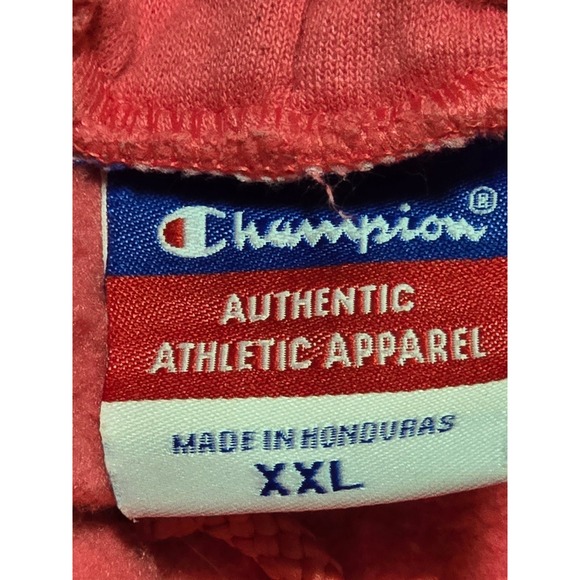 Champion®
AUTHENTIC
ATHLETIC APPAREL
MADE IN HONDURAS
XXL